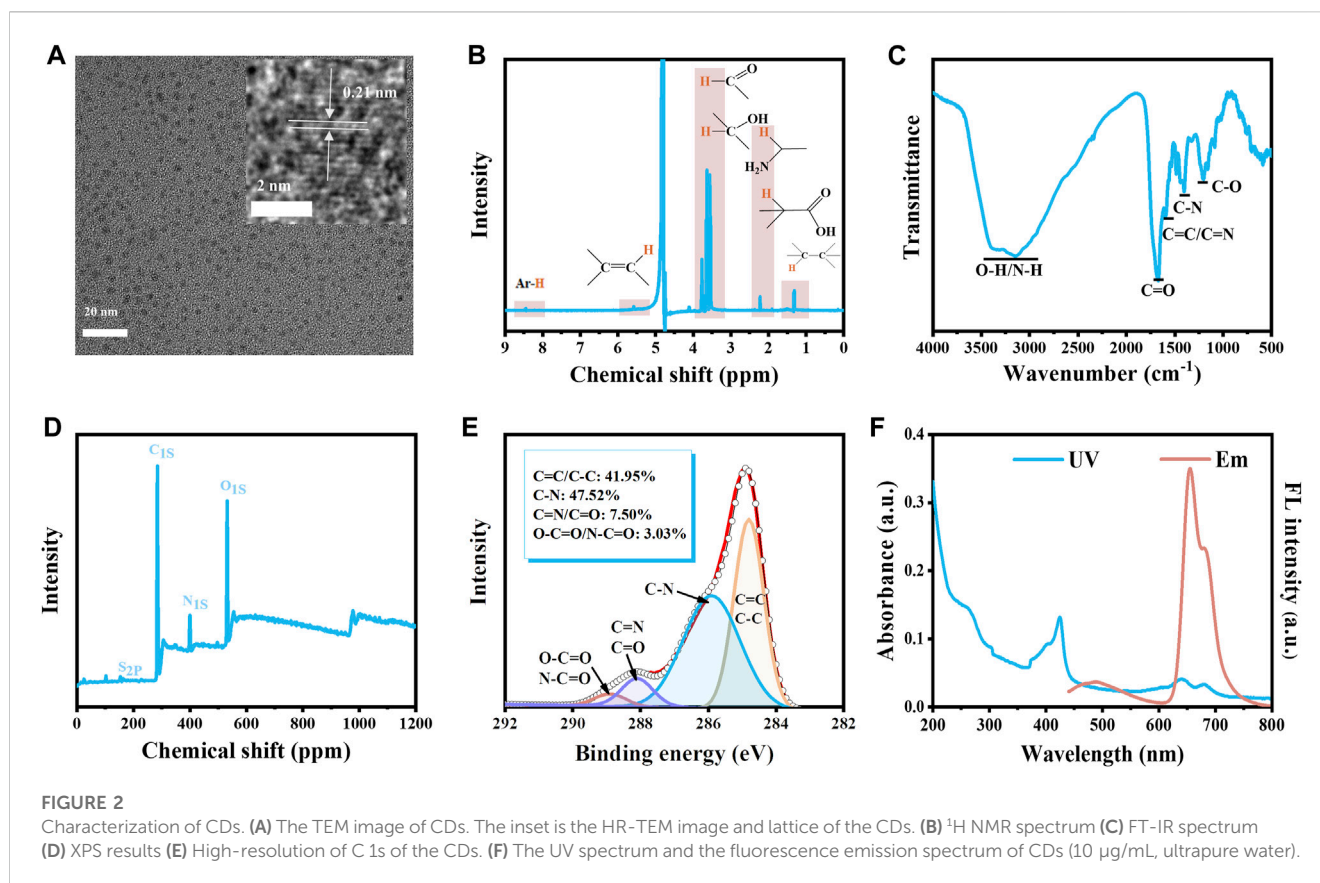 A
0.21 nm
2 nm
20 nm
B
Intensity
H C O
H C OH
H
H₂N
H O
OH
C=C H
H C C
Ar-H
9 8 7 6 5 4 3 2 1 0
Chemical shift (ppm)
C
Transmittance
O-H/N-H
C=O
C=C/C=N
C-N
C-O
4000 3000 2000 1500 1000 500
Wavenumber (cm⁻¹)
D
Intensity
C1S
O1S
N1S
S2P
0 200 400 600 800 1000 1200
Chemical shift (ppm)
E
Intensity
C=C/C-C: 41.95%
C-N: 47.52%
C=N/C=O: 7.50%
O-C=O/N-C=O: 3.03%
C-N
C=C
C-C
C=N
C=O
O-C=O
N-C=O
292 290 288 286 284 282
Binding energy (eV)
F
UV Em
Absorbance (a.u.)
0.4
0.3
0.2
0.1
0.0
FL intensity (a.u.)
200 300 400 500 600 700 800
Wavelength (nm)
FIGURE 2
Characterization of CDs. (A) The TEM image of CDs. The inset is the HR-TEM image and lattice of the CDs. (B) ¹H NMR spectrum (C) FT-IR spectrum
(D) XPS results (E) High-resolution of C 1s of the CDs. (F) The UV spectrum and the fluorescence emission spectrum of CDs (10 μg/mL, ultrapure water).